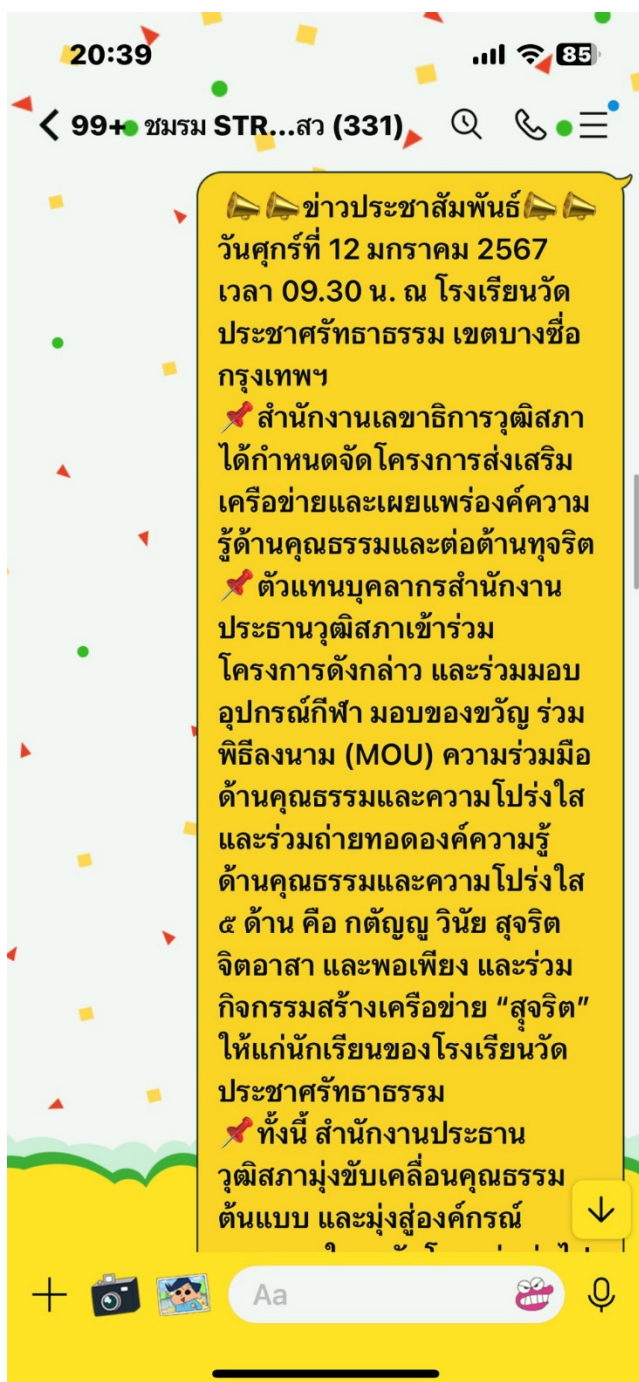 20:39
85
99+ ชมรม STR...สว (331)
📣📣ข่าวประชาสัมพันธ์📣📣
วันศุกร์ที่ 12 มกราคม 2567
เวลา 09.30 น. ณ โรงเรียนวัด
ประชาศรัทธาธรรม เขตบางซื่อ
กรุงเทพฯ
📌สำนักงานเลขาธิการวุฒิสภา
ได้กำหนดจัดโครงการส่งเสริม
เครือข่ายและเผยแพร่องค์ความ
รู้ด้านคุณธรรมและต่อต้านทุจริต
📌ตัวแทนบุคลากรสำนักงาน
ประธานวุฒิสภาเข้าร่วม
โครงการดังกล่าว และร่วมมอบ
อุปกรณ์กีฬา มอบของขวัญ ร่วม
พิธีลงนาม (MOU) ความร่วมมือ
ด้านคุณธรรมและความโปร่งใส
และร่วมถ่ายทอดองค์ความรู้
ด้านคุณธรรมและความโปร่งใส
๕ ด้าน คือ กตัญญู วินัย สุจริต
จิตอาสา และพอเพียง และร่วม
กิจกรรมสร้างเครือข่าย “สุจริต”
ให้แก่นักเรียนของโรงเรียนวัด
ประชาศรัทธาธรรม
📌ทั้งนี้ สำนักงานประธาน
วุฒิสภามุ่งขับเคลื่อนคุณธรรม
ต้นแบบ และมุ่งสู่องค์กรณ์
Aa